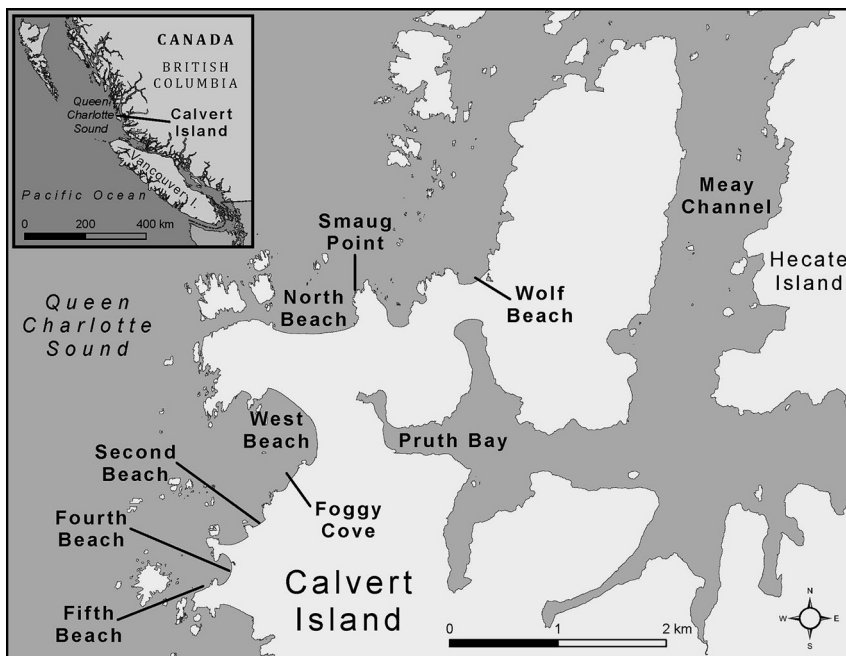 CANADA
BRITISH
COLUMBIA
Queen
Charlotte
Sound
Calvert
Island
Vancouver I.
Pacific Ocean
0 200 400 km
Smaug
Point
Meay
Channel
Hecate
Island
North
Beach
Wolf
Beach
Queen
Charlotte
Sound
West
Beach
Pruth Bay
Second
Beach
Foggy
Cove
Fourth
Beach
Calvert
Island
Fifth
Beach
0 1 2 km
N
W E
S